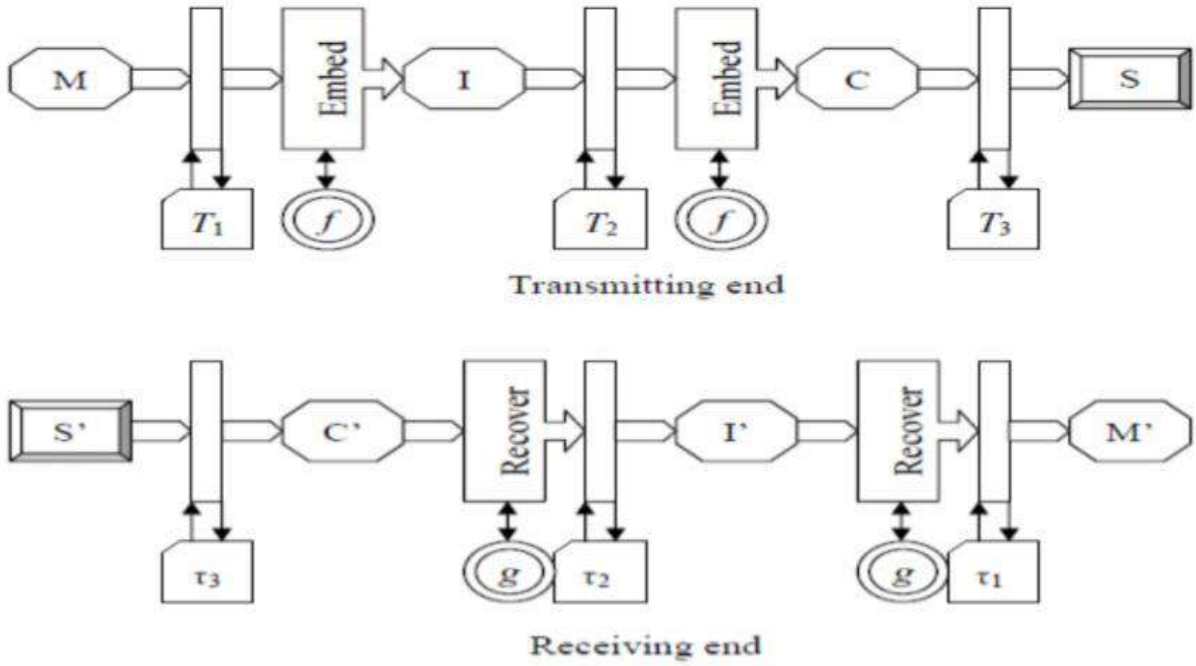 M Embed I Embed C S
T1 f T2 f T3
Transmitting end
S' C' Recover I' Recover M'
τ3 g τ2 g τ1
Receiving end